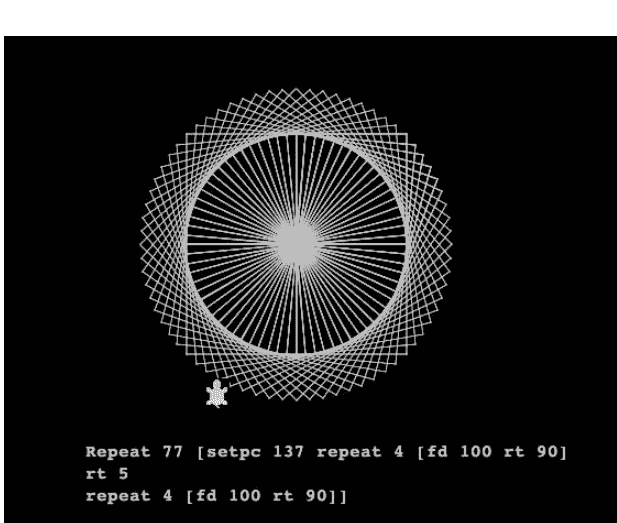 Repeat 77 [setpc 137 repeat 4 [fd 100 rt 90]
rt 5
repeat 4 [fd 100 rt 90]]